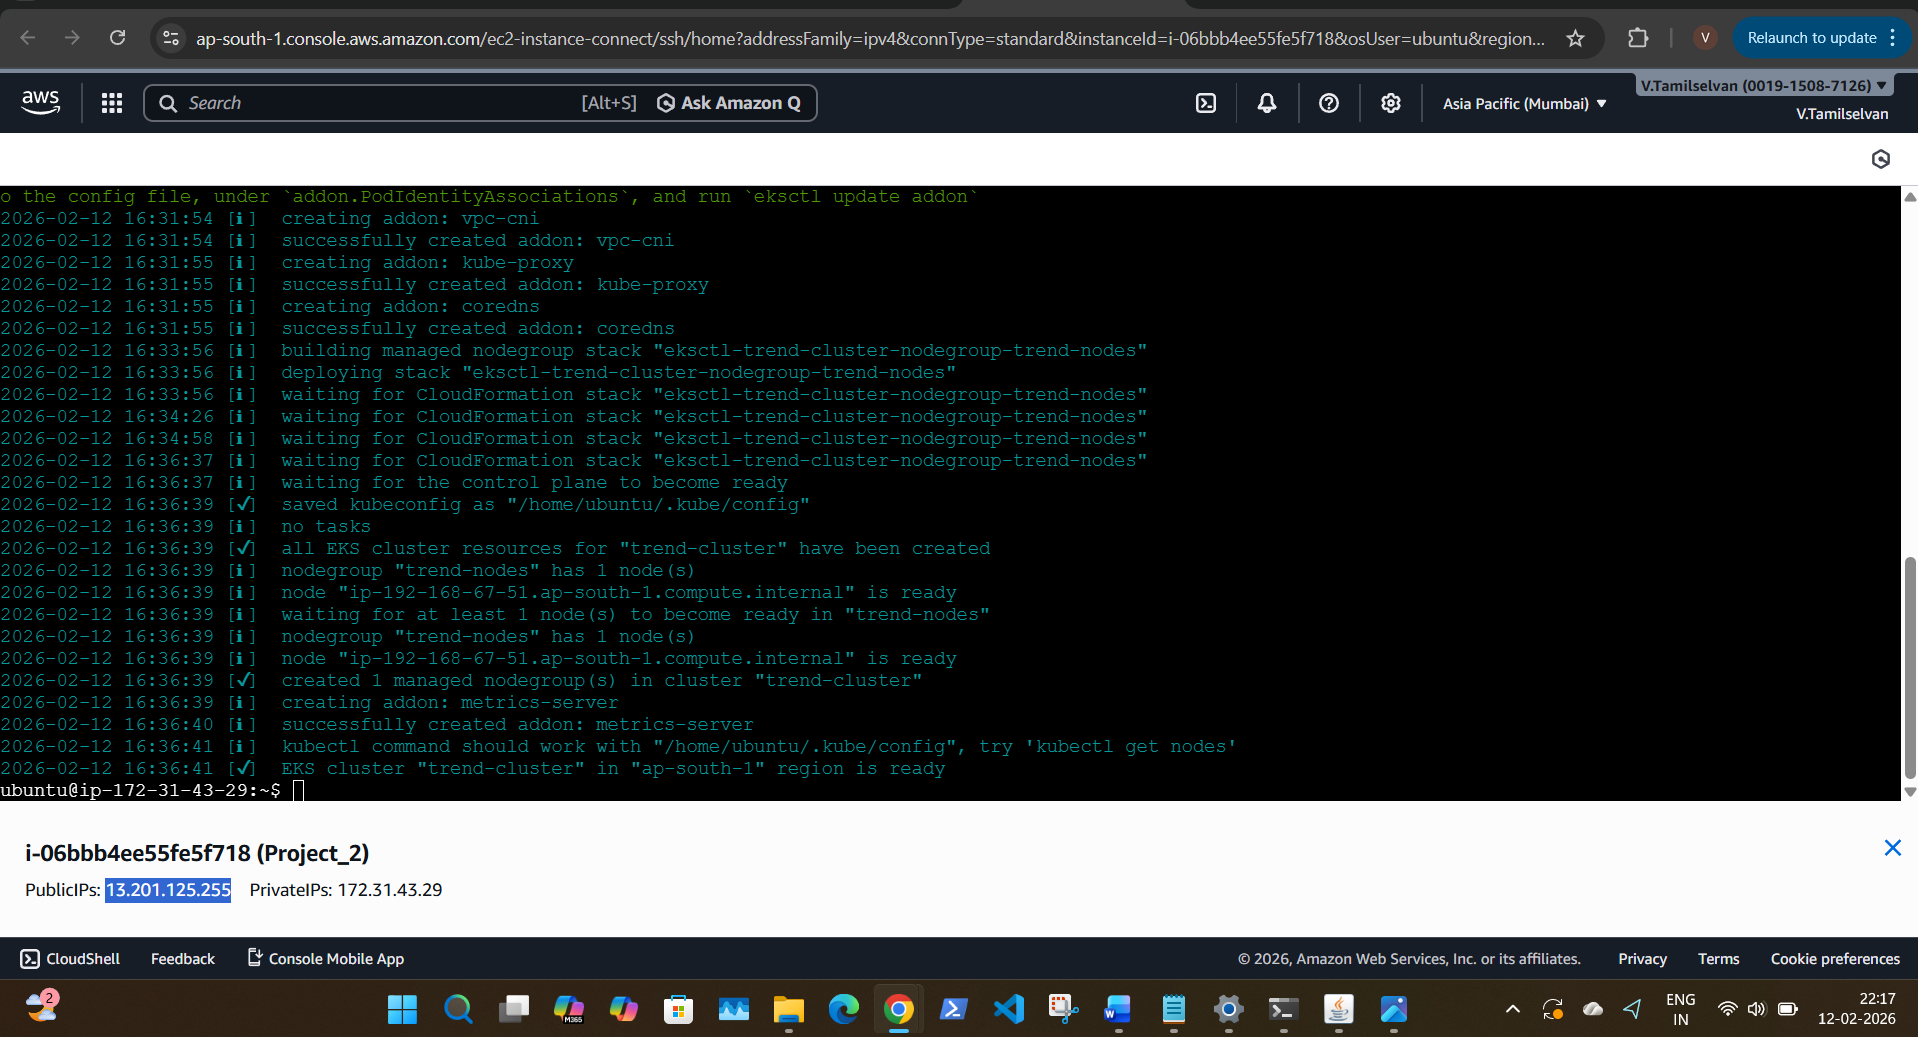 ap-south-1.console.aws.amazon.com/ec2-instance-connect/ssh/home?addressFamily=ipv4&connType=standard&instanceId=i-06bbb4ee55fe5f718&osUser=ubuntu&region...
V
Relaunch to update
aws
Search
[Alt+S]
Ask Amazon Q
Asia Pacific (Mumbai)
V.Tamilselvan (0019-1508-7126)
V.Tamilselvan
o the config file, under `addon.PodIdentityAssociations`, and run `eksctl update addon`
2026-02-12 16:31:54 [ℹ]  creating addon: vpc-cni
2026-02-12 16:31:54 [ℹ]  successfully created addon: vpc-cni
2026-02-12 16:31:55 [ℹ]  creating addon: kube-proxy
2026-02-12 16:31:55 [ℹ]  successfully created addon: kube-proxy
2026-02-12 16:31:55 [ℹ]  creating addon: coredns
2026-02-12 16:31:55 [ℹ]  successfully created addon: coredns
2026-02-12 16:33:56 [ℹ]  building managed nodegroup stack "eksctl-trend-cluster-nodegroup-trend-nodes"
2026-02-12 16:33:56 [ℹ]  deploying stack "eksctl-trend-cluster-nodegroup-trend-nodes"
2026-02-12 16:33:56 [ℹ]  waiting for CloudFormation stack "eksctl-trend-cluster-nodegroup-trend-nodes"
2026-02-12 16:34:26 [ℹ]  waiting for CloudFormation stack "eksctl-trend-cluster-nodegroup-trend-nodes"
2026-02-12 16:34:58 [ℹ]  waiting for CloudFormation stack "eksctl-trend-cluster-nodegroup-trend-nodes"
2026-02-12 16:36:37 [ℹ]  waiting for CloudFormation stack "eksctl-trend-cluster-nodegroup-trend-nodes"
2026-02-12 16:36:37 [ℹ]  waiting for the control plane to become ready
2026-02-12 16:36:39 [✓]  saved kubeconfig as "/home/ubuntu/.kube/config"
2026-02-12 16:36:39 [ℹ]  no tasks
2026-02-12 16:36:39 [✓]  all EKS cluster resources for "trend-cluster" have been created
2026-02-12 16:36:39 [ℹ]  nodegroup "trend-nodes" has 1 node(s)
2026-02-12 16:36:39 [ℹ]  node "ip-192-168-67-51.ap-south-1.compute.internal" is ready
2026-02-12 16:36:39 [ℹ]  waiting for at least 1 node(s) to become ready in "trend-nodes"
2026-02-12 16:36:39 [ℹ]  nodegroup "trend-nodes" has 1 node(s)
2026-02-12 16:36:39 [ℹ]  node "ip-192-168-67-51.ap-south-1.compute.internal" is ready
2026-02-12 16:36:39 [✓]  created 1 managed nodegroup(s) in cluster "trend-cluster"
2026-02-12 16:36:39 [ℹ]  creating addon: metrics-server
2026-02-12 16:36:40 [ℹ]  successfully created addon: metrics-server
2026-02-12 16:36:41 [ℹ]  kubectl command should work with "/home/ubuntu/.kube/config", try 'kubectl get nodes'
2026-02-12 16:36:41 [✓]  EKS cluster "trend-cluster" in "ap-south-1" region is ready
ubuntu@ip-172-31-43-29:~$
i-06bbb4ee55fe5f718 (Project_2)
PublicIPs: 13.201.125.255 PrivateIPs: 172.31.43.29
CloudShell
Feedback
Console Mobile App
© 2026, Amazon Web Services, Inc. or its affiliates.
Privacy
Terms
Cookie preferences
2
M365
W
ENG
IN
22:17
12-02-2026